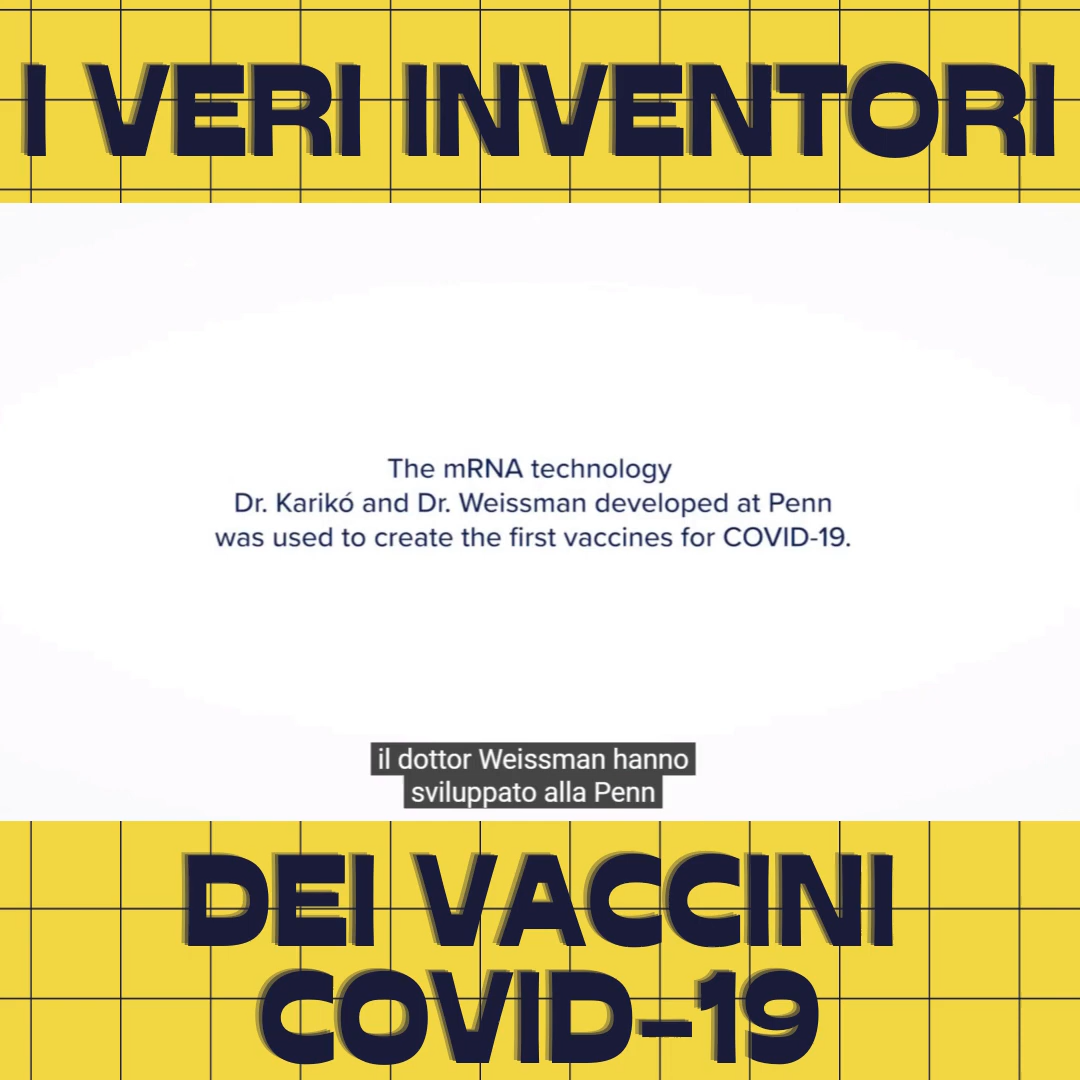 I VERI INVENTORI
The mRNA technology
Dr. Karikó and Dr. Weissman developed at Penn
was used to create the first vaccines for COVID-19.
il dottor Weissman hanno
sviluppato alla Penn
DEI VACCINI
COVID-19